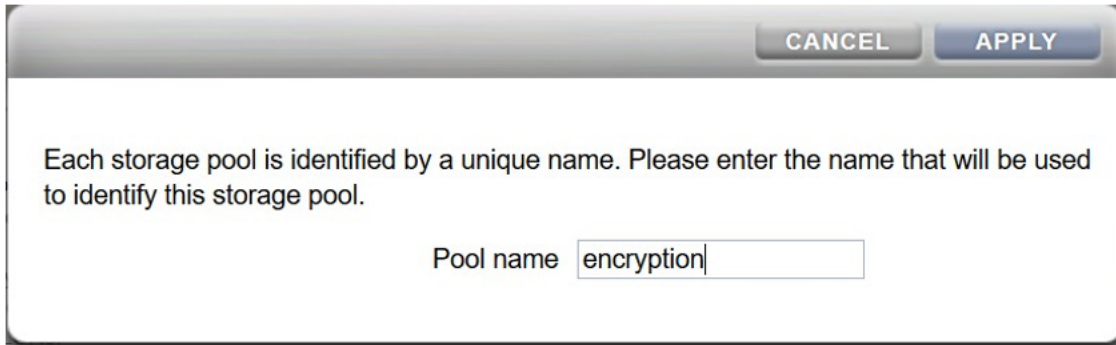 CANCEL APPLY
Each storage pool is identified by a unique name. Please enter the name that will be used
to identify this storage pool.
Pool name encryption